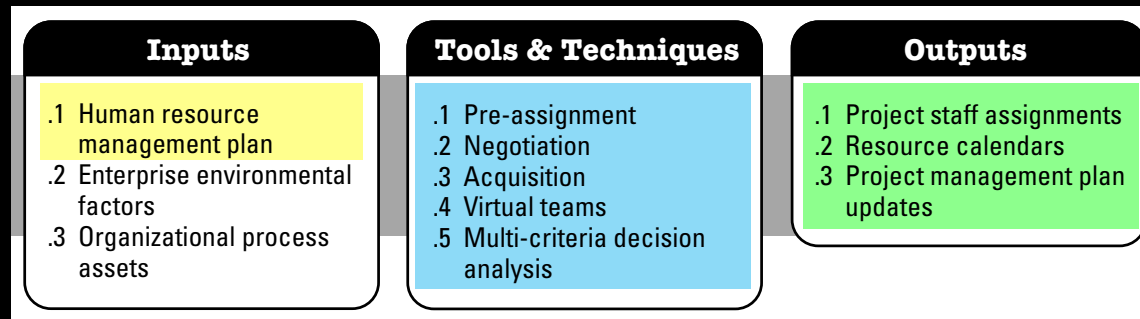 Inputs
.1 Human resource
management plan
.2 Enterprise environmental
factors
.3 Organizational process
assets
Tools & Techniques
.1 Pre-assignment
.2 Negotiation
.3 Acquisition
.4 Virtual teams
.5 Multi-criteria decision
analysis
Outputs
.1 Project staff assignments
.2 Resource calendars
.3 Project management plan
updates